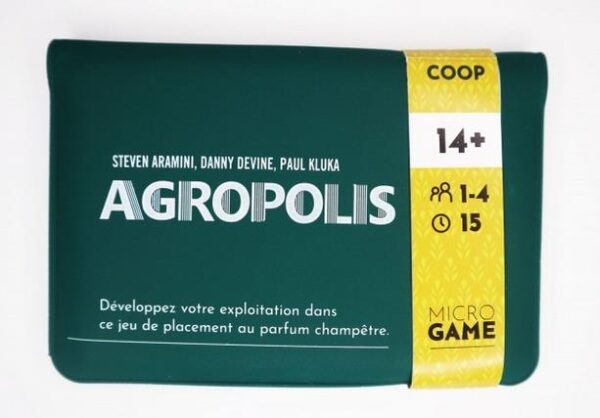 STEVEN ARAMINI, DANNY DEVINE, PAUL KLUKA
AGROPOLIS
Développez votre exploitation dans
ce jeu de placement au parfum champêtre.
COOP
14+
1-4
15
MICRO
GAME